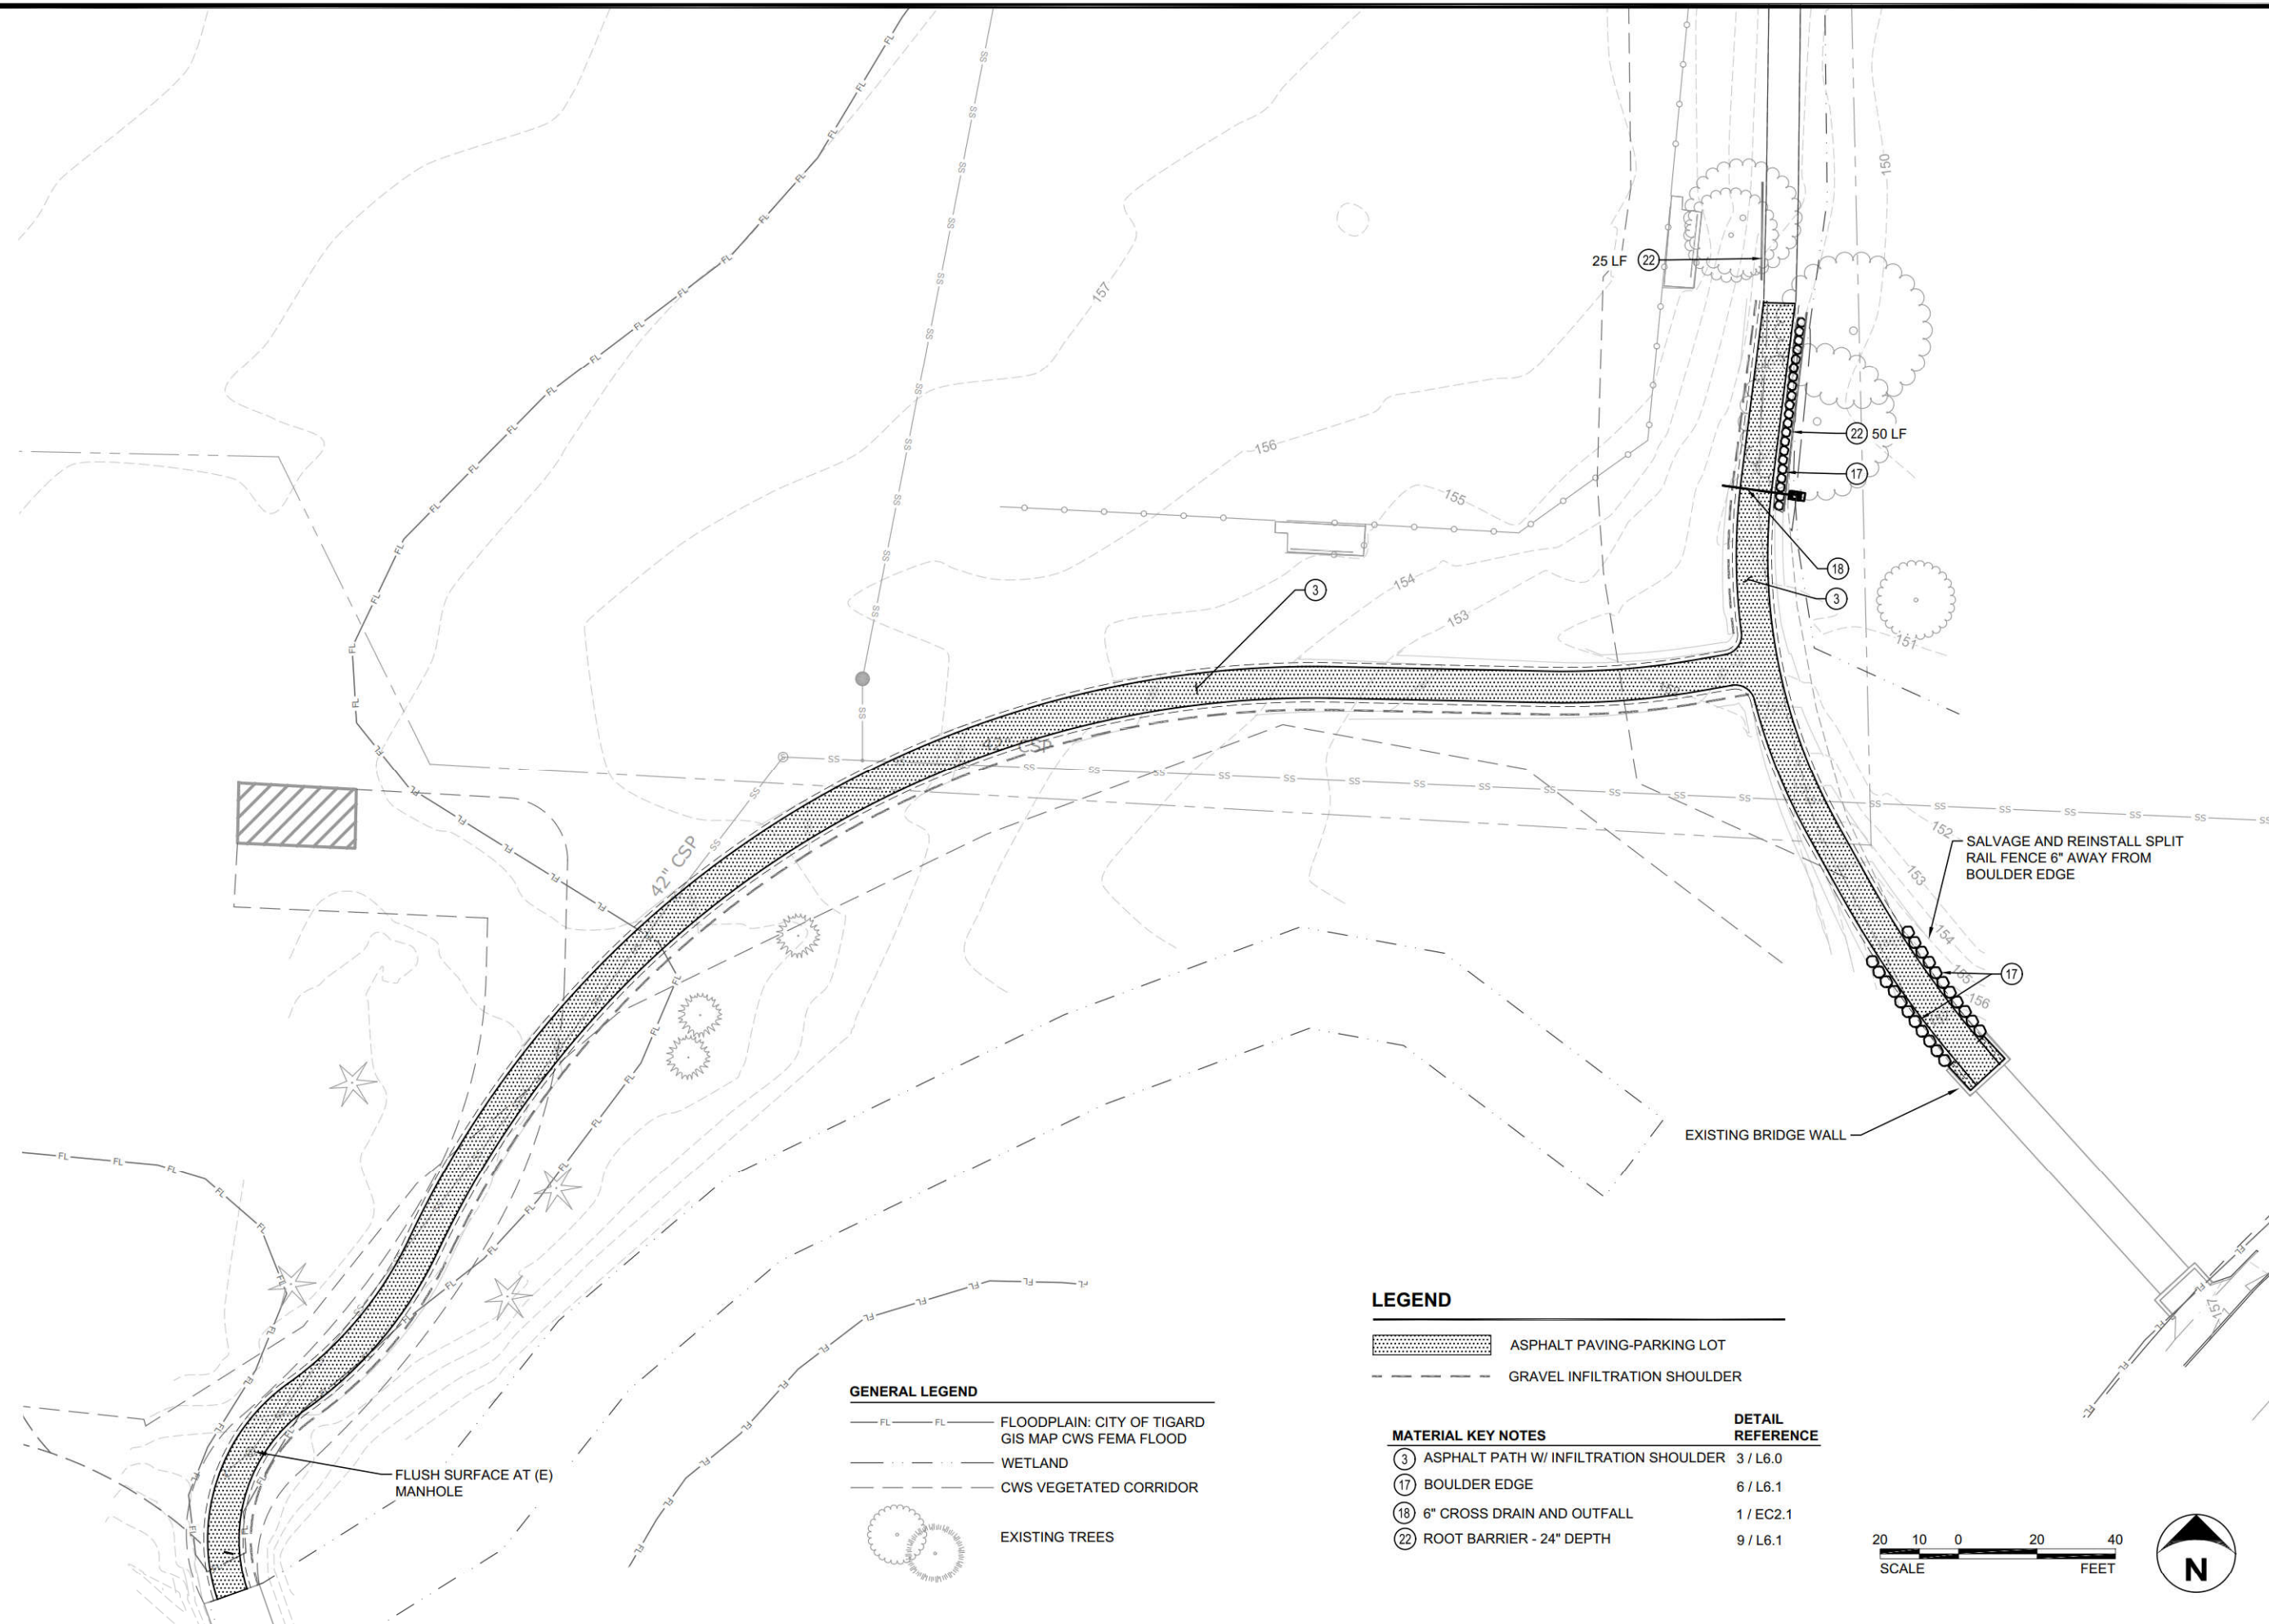 150
157
25 LF 22
22 50 LF
17
156
155
18
3
3
154
153
151
42" CSP
42" CSP
152
153
154
155
156
SALVAGE AND REINSTALL SPLIT
RAIL FENCE 6" AWAY FROM
BOULDER EDGE
17
EXISTING BRIDGE WALL
157
FLUSH SURFACE AT (E)
MANHOLE
GENERAL LEGEND
FL FL FLOODPLAIN: CITY OF TIGARD
GIS MAP CWS FEMA FLOOD
WETLAND
CWS VEGETATED CORRIDOR
EXISTING TREES
LEGEND
ASPHALT PAVING-PARKING LOT
GRAVEL INFILTRATION SHOULDER
MATERIAL KEY NOTES DETAIL REFERENCE
3 ASPHALT PATH W/ INFILTRATION SHOULDER 3 / L6.0
17 BOULDER EDGE 6 / L6.1
18 6" CROSS DRAIN AND OUTFALL 1 / EC2.1
22 ROOT BARRIER - 24" DEPTH 9 / L6.1
20 10 0 20 40
SCALE FEET
N